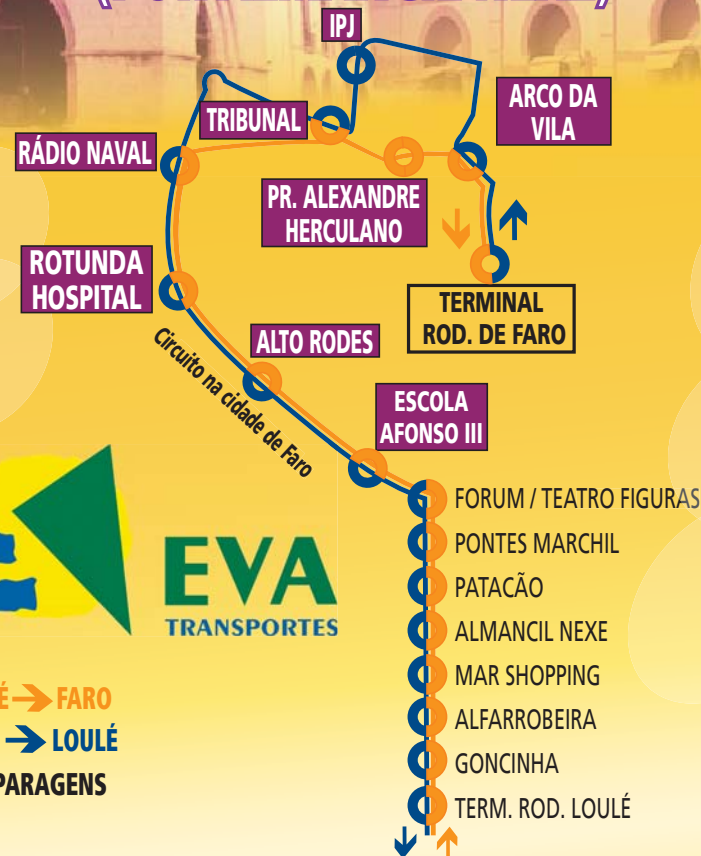 IPJ
TRIBUNAL
ARCO DA
VILA
RÁDIO NAVAL
PR. ALEXANDRE
HERCULANO
ROTUNDA
HOSPITAL
TERMINAL
ROD. DE FARO
ALTO RODES
Circuito na cidade de Faro
ESCOLA
AFONSO III
FORUM / TEATRO FIGURAS
PONTES MARCHIL
PATACÃO
ALMANCIL NEXE
MAR SHOPPING
ALFARROBEIRA
GONCINHA
TERM. ROD. LOULÉ
EVA
TRANSPORTES
É → FARO
→ LOULÉ
PARAGENS